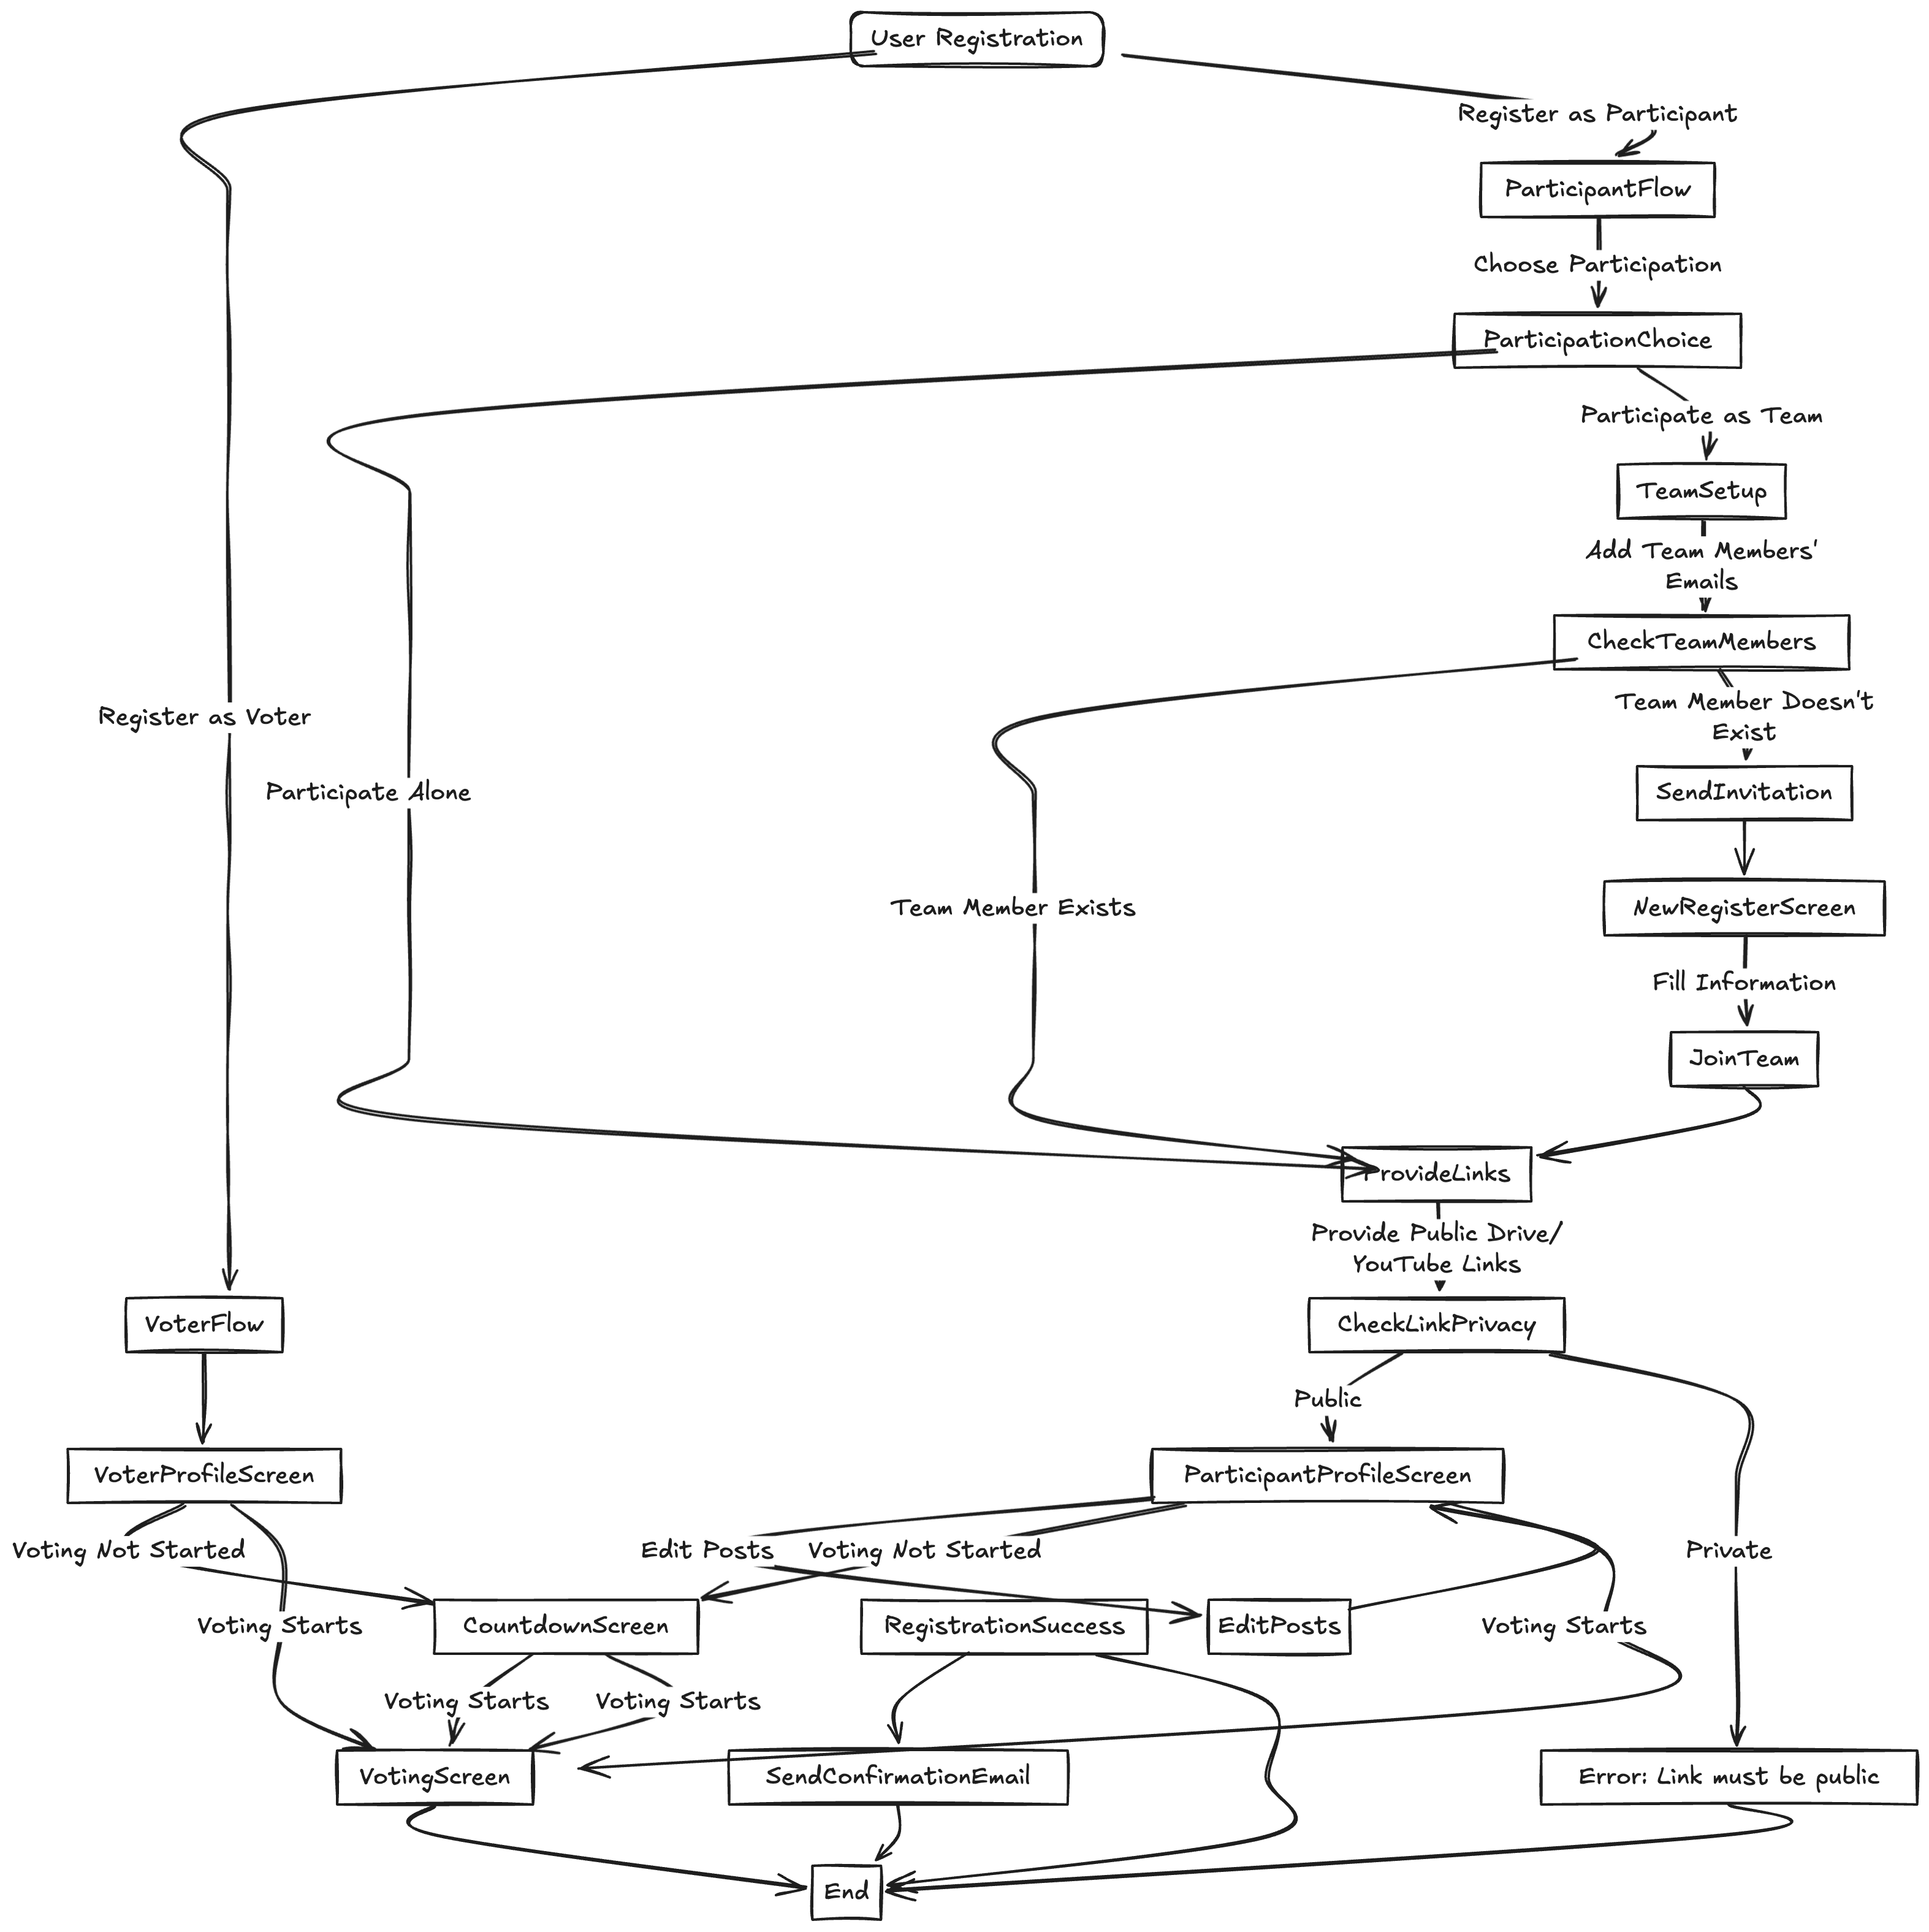 User Registration
Register as Participant
ParticipantFlow
Choose Participation
ParticipationChoice
Participate as Team
TeamSetup
Add Team Members'
Emails
CheckTeamMembers
Team Member Doesn't
Exist
Register as Voter
Participate Alone
SendInvitation
Team Member Exists
NewRegisterScreen
Fill Information
JoinTeam
ProvideLinks
Provide Public Drive/
YouTube Links
VoterFlow
CheckLinkPrivacy
Public
VoterProfileScreen
ParticipantProfileScreen
Voting Not Started
Edit Posts
Voting Not Started
Private
Voting Starts
CountdownScreen
RegistrationSuccess
EditPosts
Voting Starts
Voting Starts
Voting Starts
VotingScreen
SendConfirmationEmail
Error: Link must be public
End